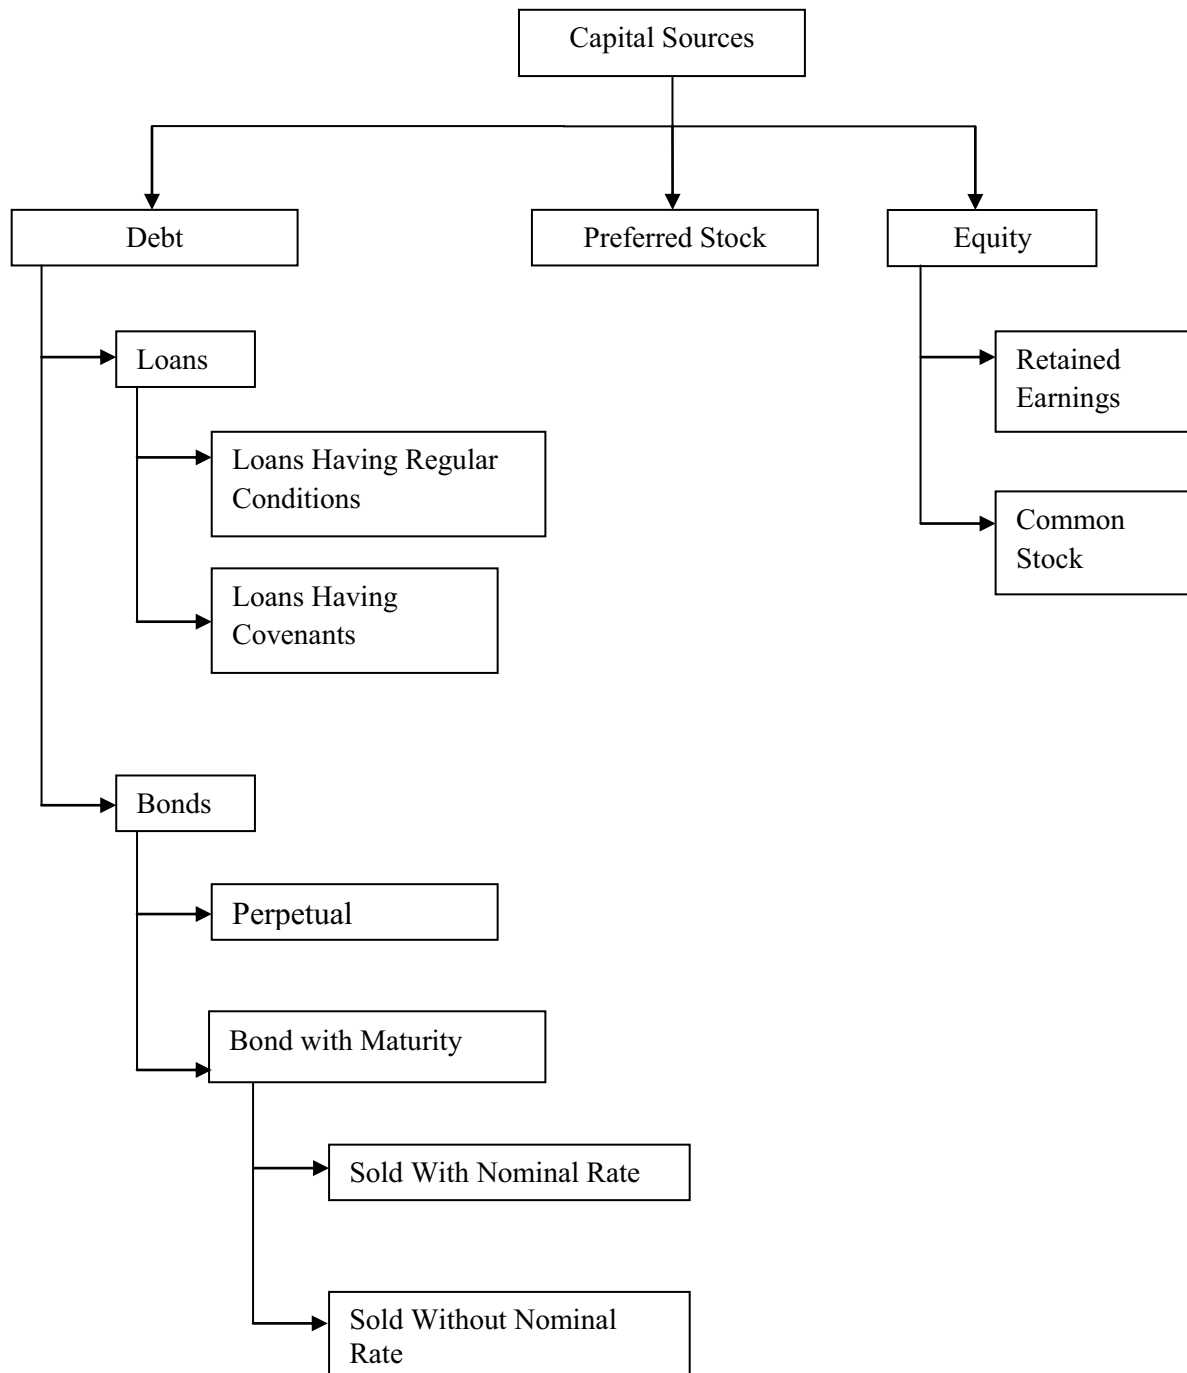 Capital Sources
Debt
Preferred Stock
Equity
Loans
Retained
Earnings
Loans Having Regular
Conditions
Common
Stock
Loans Having
Covenants
Bonds
Perpetual
Bond with Maturity
Sold With Nominal Rate
Sold Without Nominal
Rate